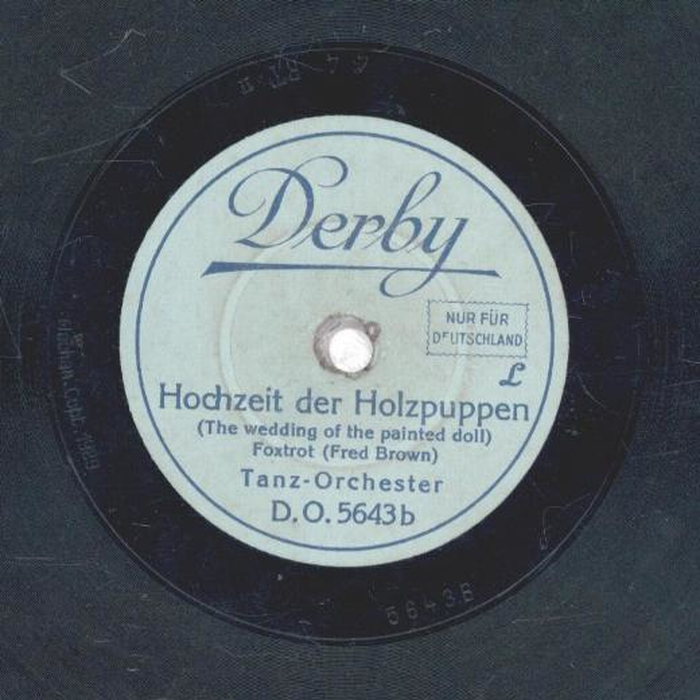 Derby
NUR FÜR
DEUTSCHLAND
L
Hochzeit der Holzpuppen
(The wedding of the painted doll)
Foxtrot (Fred Brown)
Tanz-Orchester
D.O. 5643b
5643B